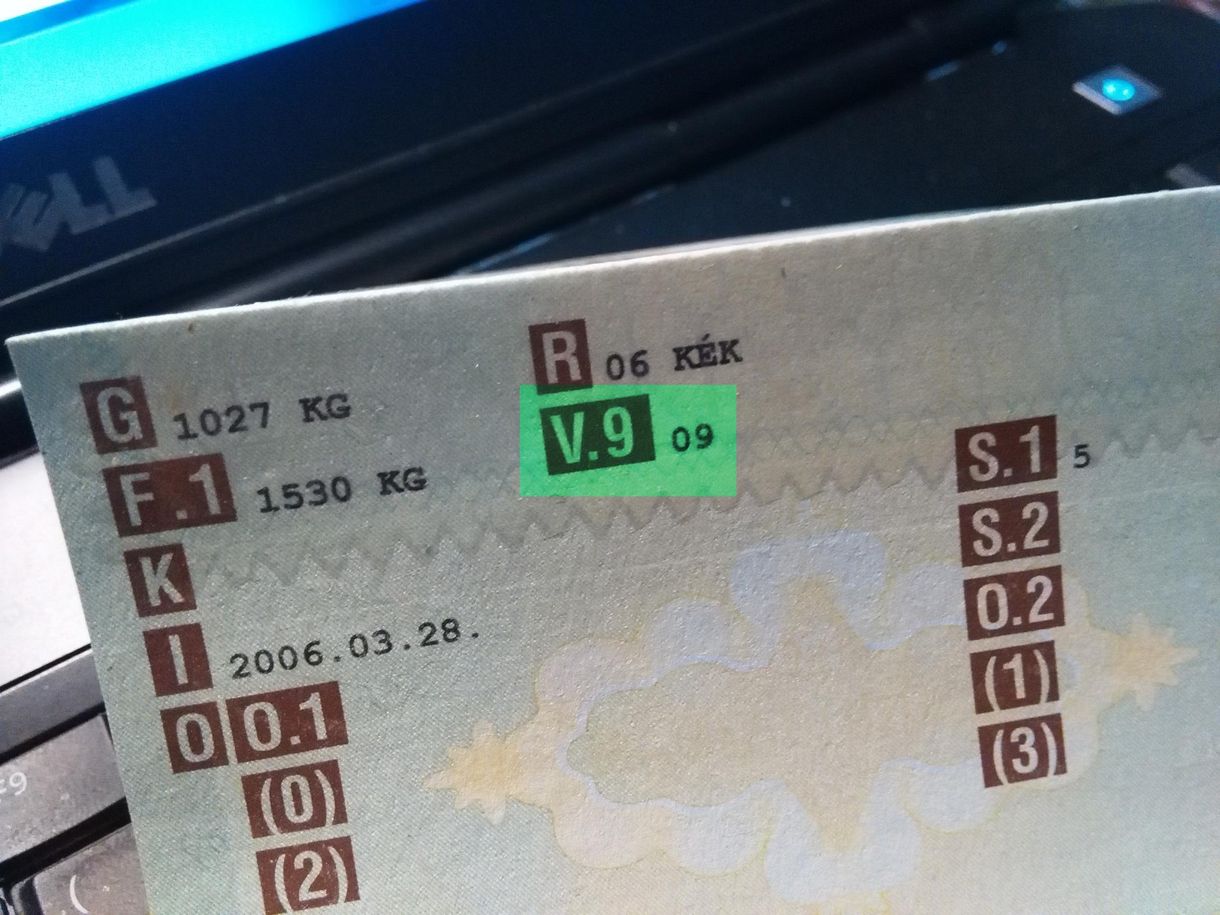 DELL
G 1027 KG
R 06 KÉK
F.1 1530 KG
V.9 09
S.1 5
K
S.2
I 2006.03.28.
O.2
O O.1
(1)
(0)
(3)
(2)